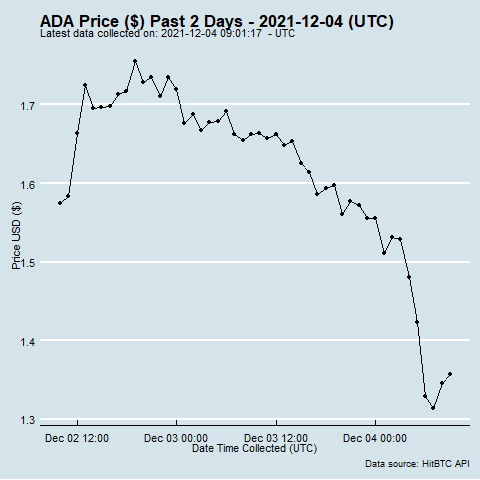 ADA Price ($) Past 2 Days - 2021-12-04 (UTC)
Latest data collected on: 2021-12-04 09:01:17 - UTC
Price USD ($)
1.7
1.6
1.5
1.4
1.3
Dec 02 12:00 Dec 03 00:00 Dec 03 12:00 Dec 04 00:00
Date Time Collected (UTC)
Data source: HitBTC API